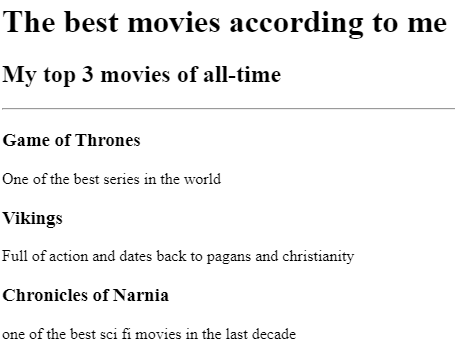 The best movies according to me
My top 3 movies of all-time
Game of Thrones
One of the best series in the world
Vikings
Full of action and dates back to pagans and christianity
Chronicles of Narnia
one of the best sci fi movies in the last decade